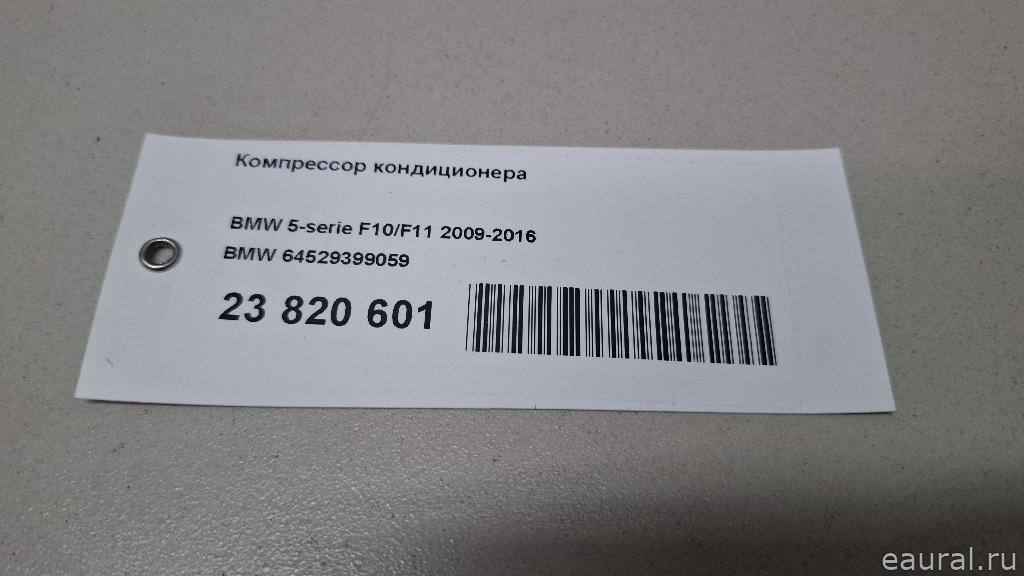 Компрессор кондиционера
BMW 5-serie F10/F11 2009-2016
BMW 64529399059
23 820 601
eaural.ru